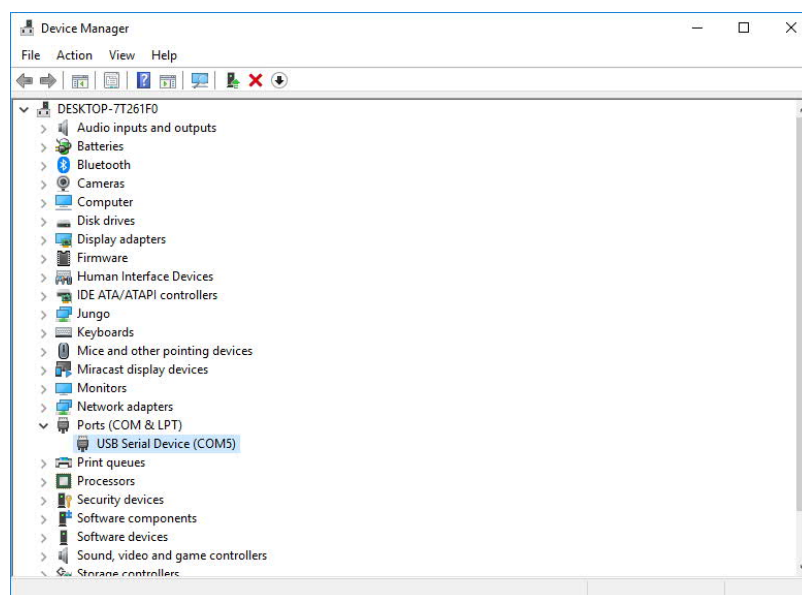 Device Manager
File Action View Help
DESKTOP-7T261F0
Audio inputs and outputs
Batteries
Bluetooth
Cameras
Computer
Disk drives
Display adapters
Firmware
Human Interface Devices
IDE ATA/ATAPI controllers
Jungo
Keyboards
Mice and other pointing devices
Miracast display devices
Monitors
Network adapters
Ports (COM & LPT)
USB Serial Device (COM5)
Print queues
Processors
Security devices
Software components
Software devices
Sound, video and game controllers
Storage controllers